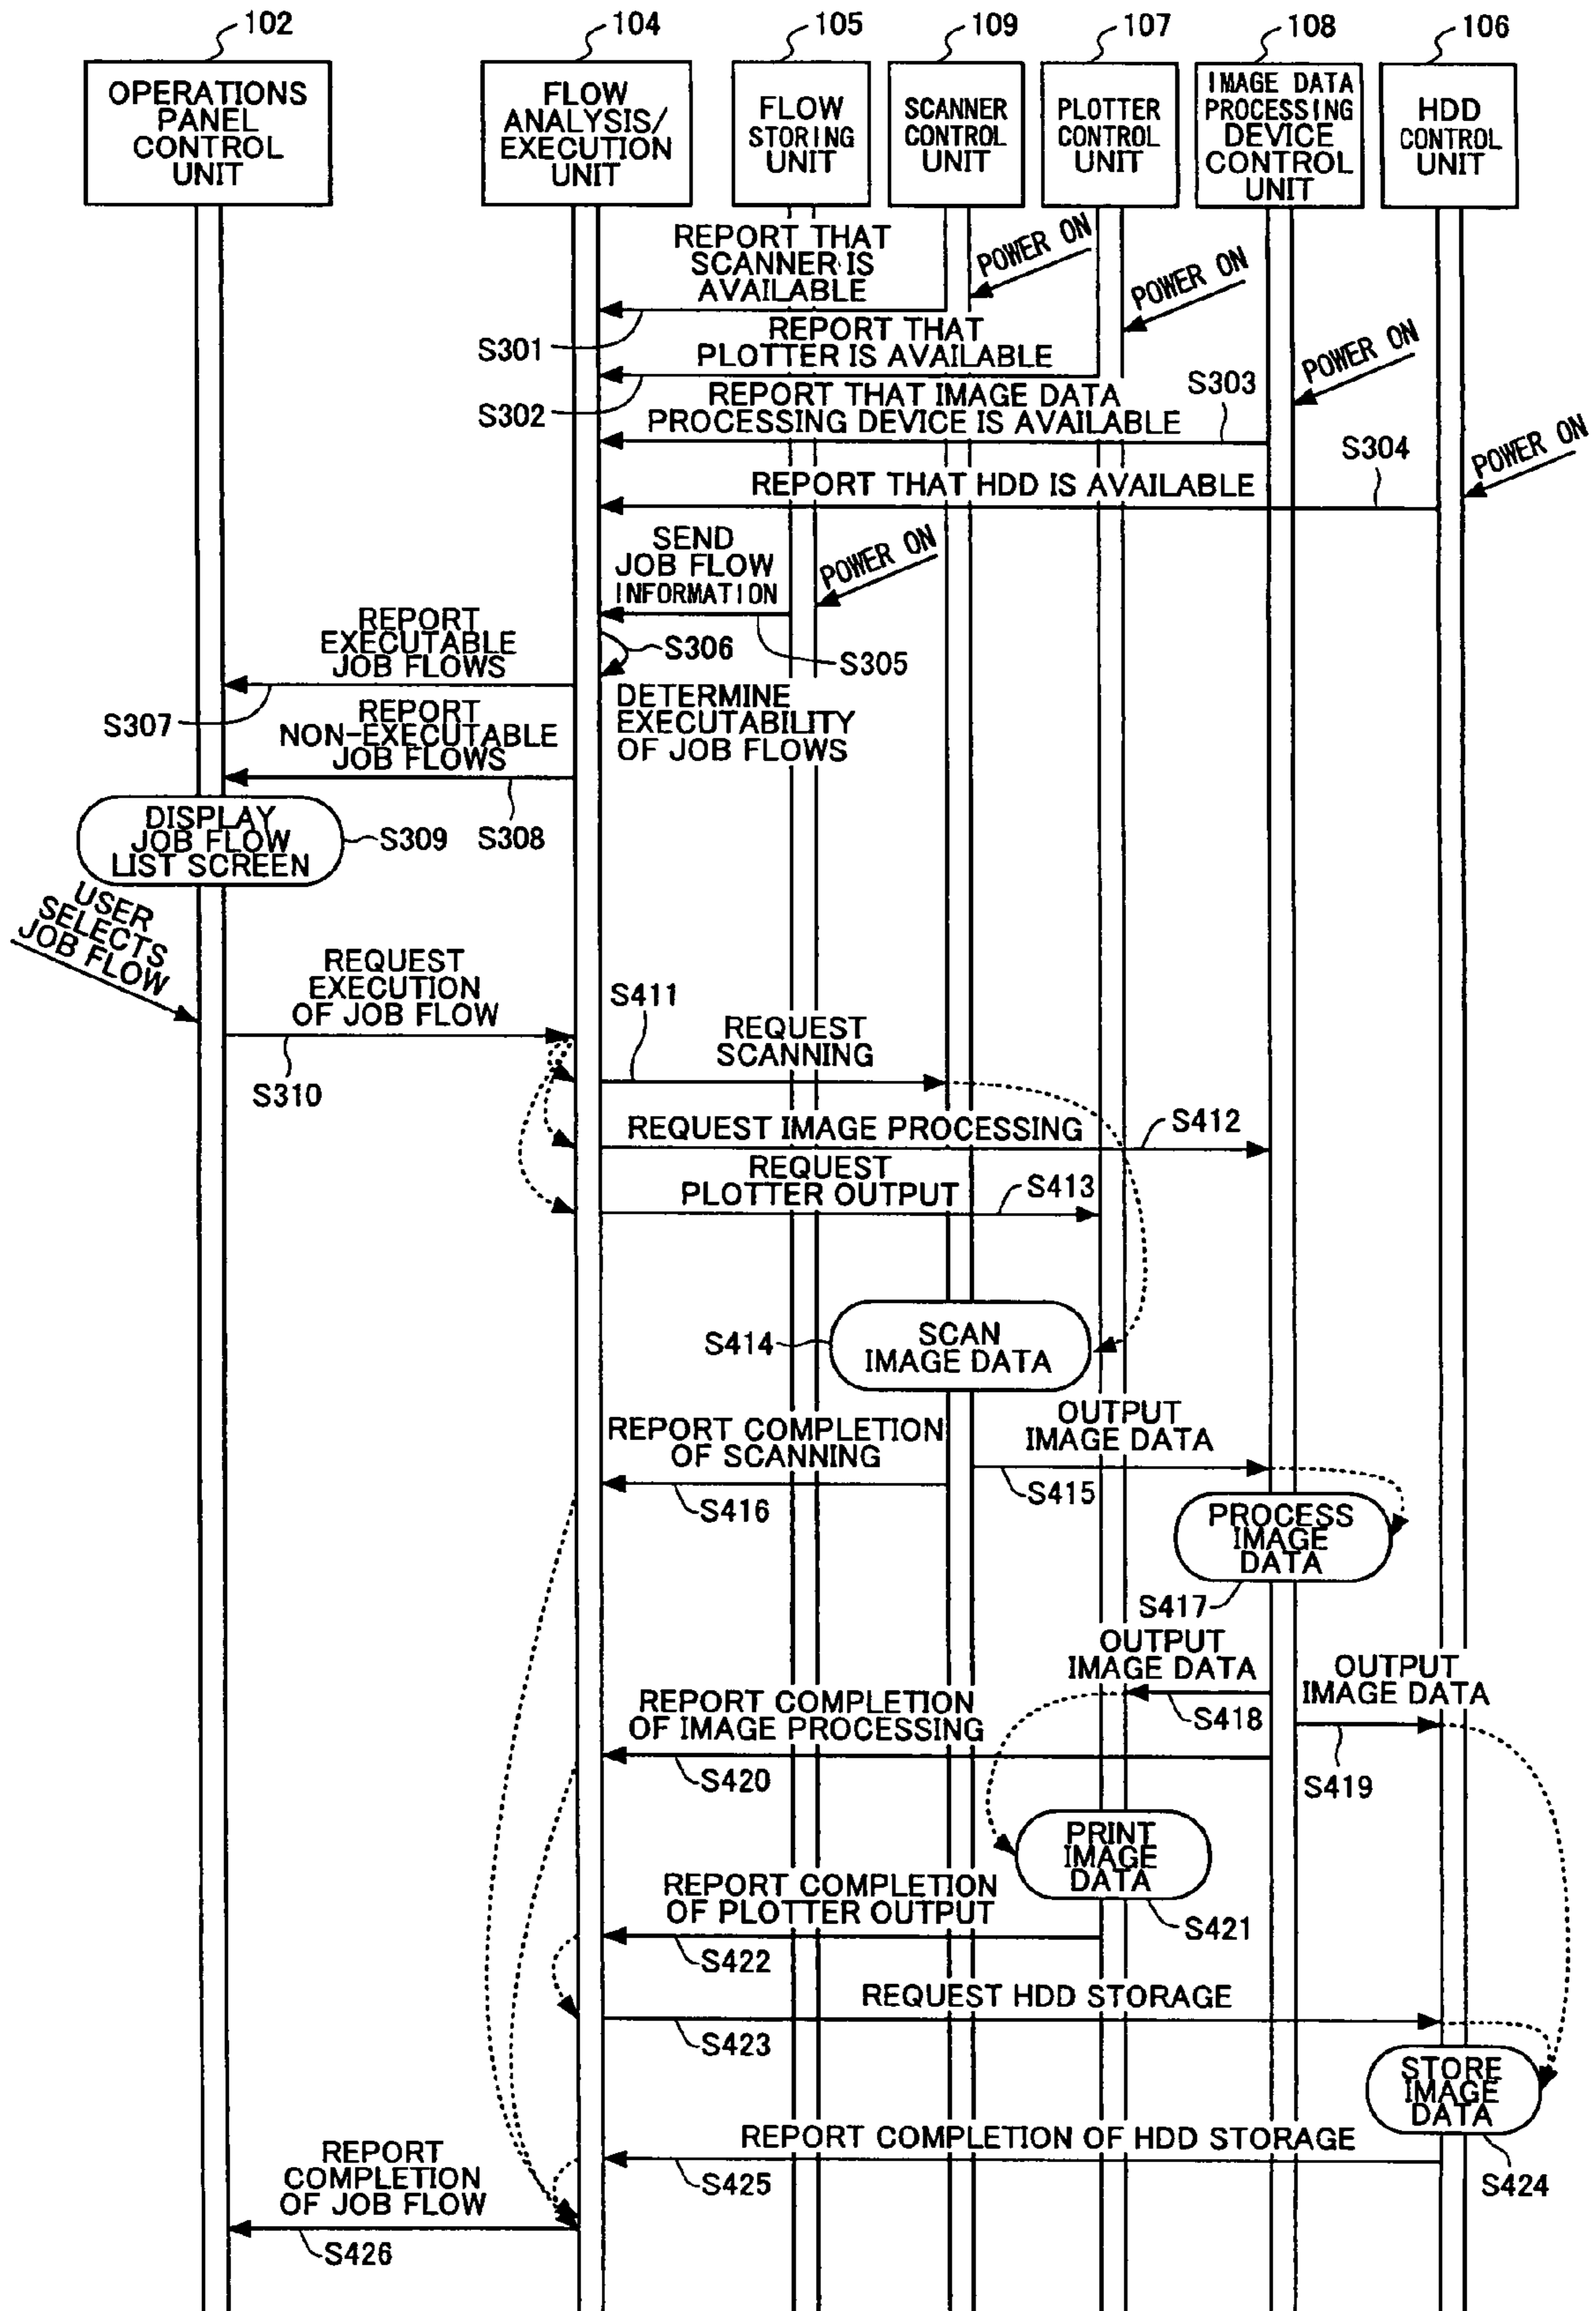 102
104
105
109
107
108
106
OPERATIONS
PANEL
CONTROL
UNIT
FLOW
ANALYSIS/
EXECUTION
UNIT
FLOW
STORING
UNIT
SCANNER
CONTROL
UNIT
PLOTTER
CONTROL
UNIT
IMAGE DATA
PROCESSING
DEVICE
CONTROL
UNIT
HDD
CONTROL
UNIT
REPORT THAT
SCANNER IS
AVAILABLE
POWER ON
S301
REPORT THAT
PLOTTER IS AVAILABLE
POWER ON
S302
REPORT THAT IMAGE DATA
PROCESSING DEVICE IS AVAILABLE
S303
POWER ON
REPORT THAT HDD IS AVAILABLE
S304
POWER ON
SEND
JOB FLOW
INFORMATION
POWER ON
S305
S306
DETERMINE
EXECUTABILITY
OF JOB FLOWS
REPORT
EXECUTABLE
JOB FLOWS
S307
REPORT
NON-EXECUTABLE
JOB FLOWS
S308
DISPLAY
JOB FLOW
LIST SCREEN
S309
USER
SELECTS
JOB FLOW
REQUEST
EXECUTION
OF JOB FLOW
S310
S411
REQUEST
SCANNING
REQUEST IMAGE PROCESSING
S412
REQUEST
PLOTTER OUTPUT
S413
S414
SCAN
IMAGE DATA
REPORT COMPLETION
OF SCANNING
S416
OUTPUT
IMAGE DATA
S415
PROCESS
IMAGE
DATA
S417
OUTPUT
IMAGE DATA
S418
OUTPUT
IMAGE DATA
S419
REPORT COMPLETION
OF IMAGE PROCESSING
S420
PRINT
IMAGE
DATA
S421
REPORT COMPLETION
OF PLOTTER OUTPUT
S422
REQUEST HDD STORAGE
S423
STORE
IMAGE
DATA
S424
REPORT COMPLETION OF HDD STORAGE
S425
REPORT
COMPLETION
OF JOB FLOW
S426